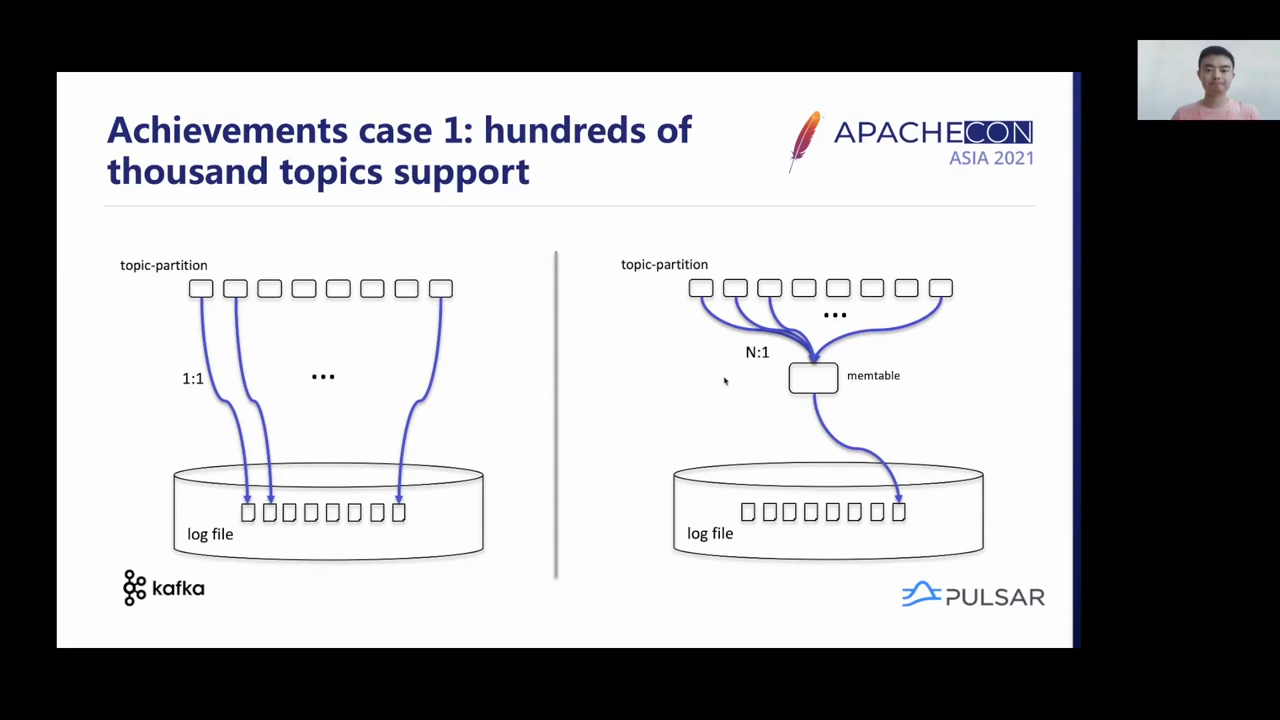 Achievements case 1: hundreds of
thousand topics support
APACHECON
ASIA 2021
topic-partition
1:1
...
log file
kafka
topic-partition
...
N:1
memtable
log file
PULSAR